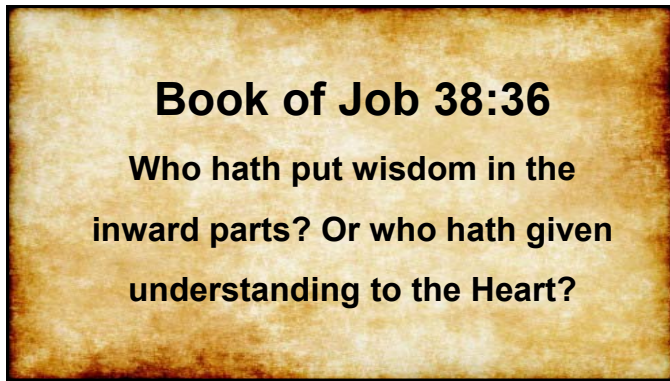 Book of Job 38:36
Who hath put wisdom in the
inward parts? Or who hath given
understanding to the Heart?